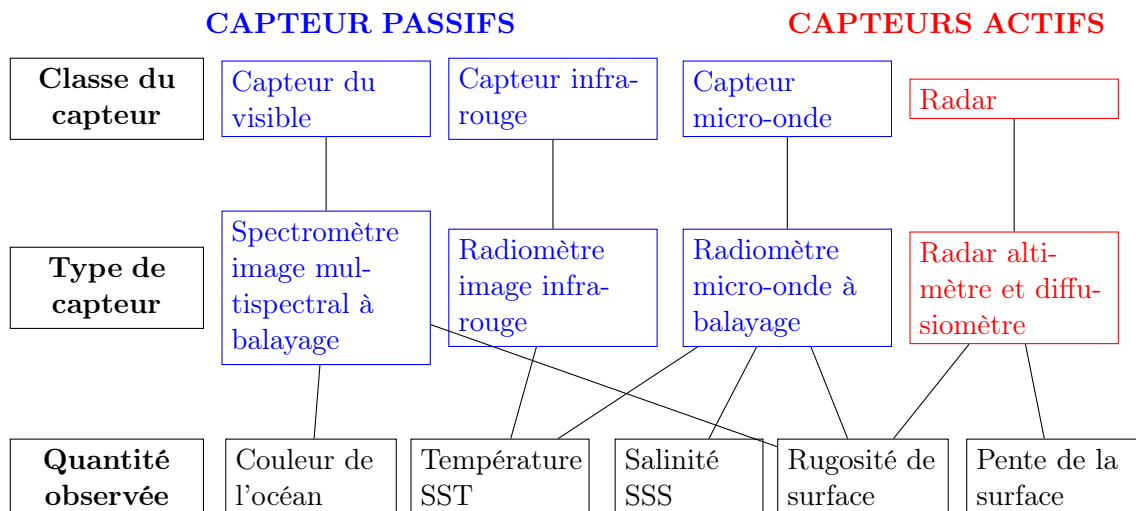 CAPTEUR PASSIFS
CAPTEURS ACTIFS
Classe du
capteur
Capteur du
visible
Capteur infra-
rouge
Capteur
micro-onde
Radar
Type de
capteur
Spectromètre
image mul-
tispectral à
balayage
Radiomètre
image infra-
rouge
Radiomètre
micro-onde à
balayage
Radar alti-
mètre et diffu-
siomètre
Quantité
observée
Couleur de
l'océan
Température
SST
Salinité
SSS
Rugosité de
surface
Pente de la
surface